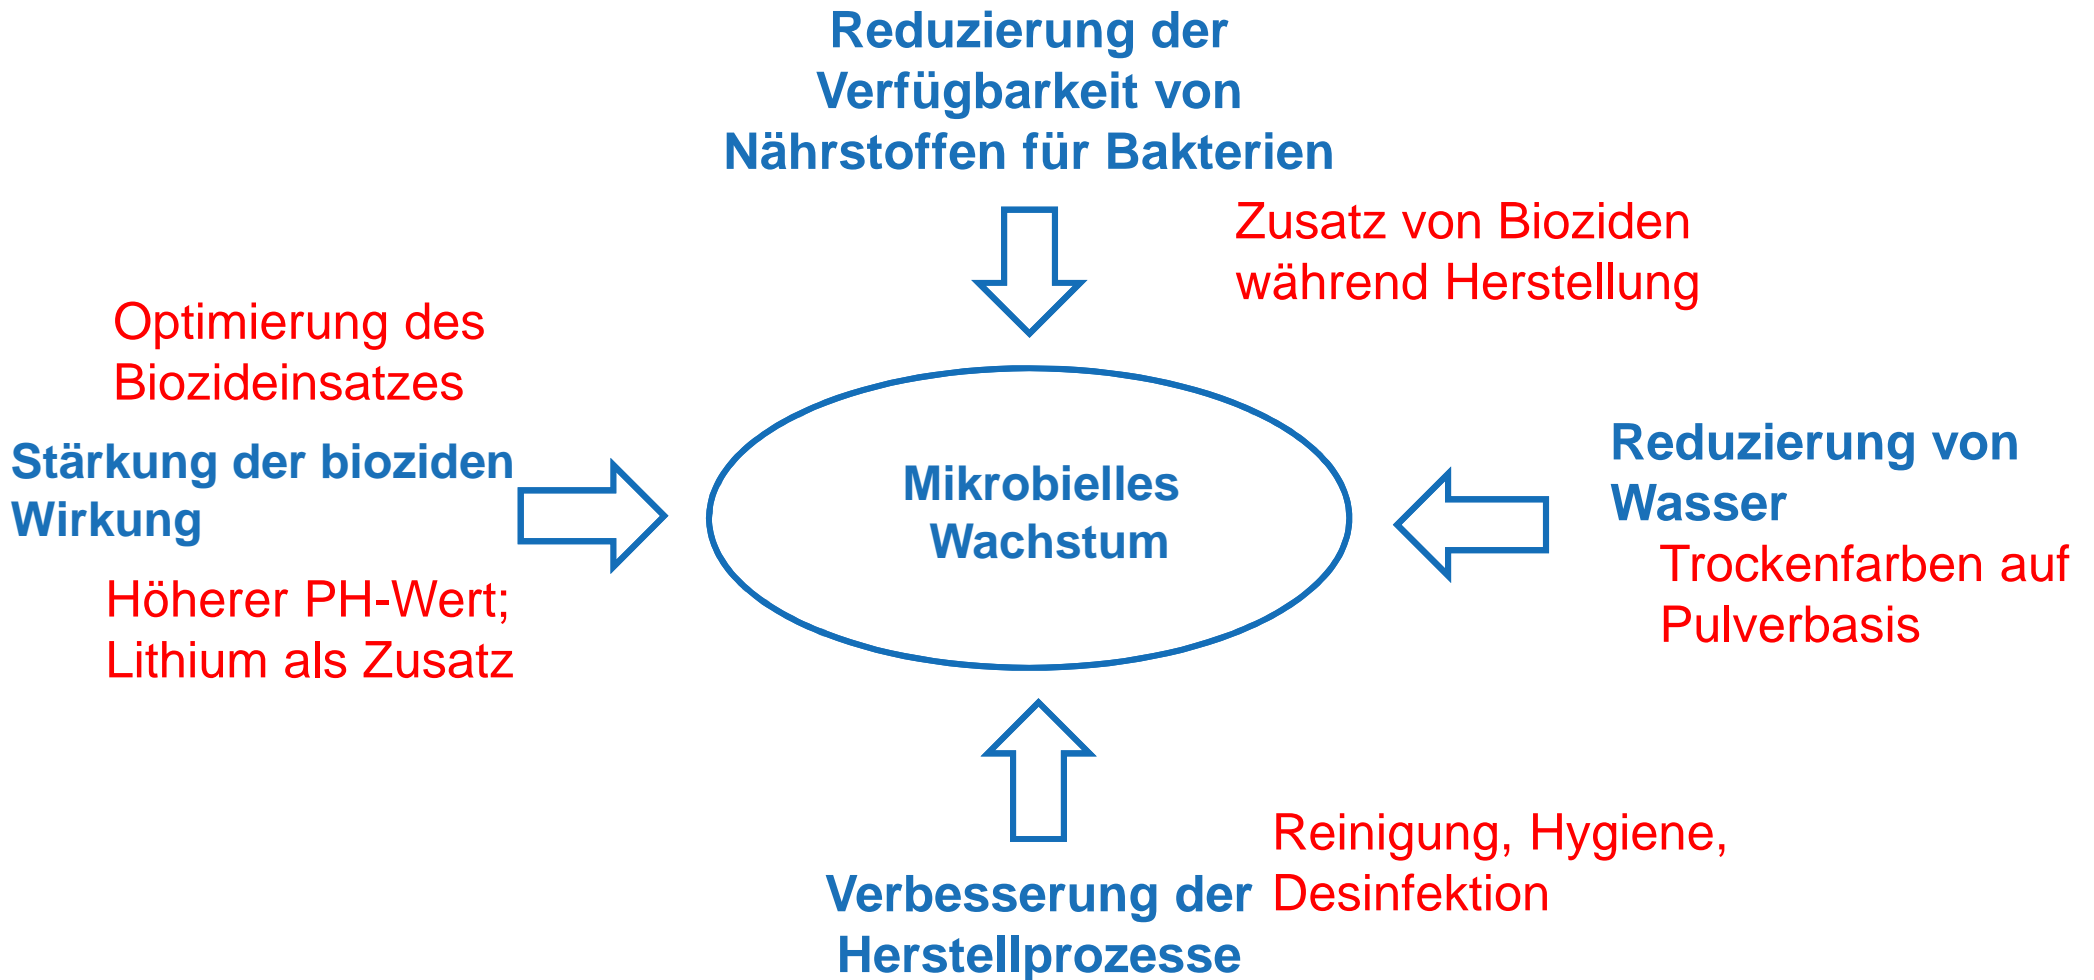 Reduzierung der
Verfügbarkeit von
Nährstoffen für Bakterien
Zusatz von Bioziden
während Herstellung
Optimierung des
Biozideinsatzes
Stärkung der bioziden
Wirkung
Höherer PH-Wert;
Lithium als Zusatz
Mikrobielles
Wachstum
Reduzierung von
Wasser
Trockenfarben auf
Pulverbasis
Reinigung, Hygiene,
Desinfektion
Verbesserung der
Herstellprozesse